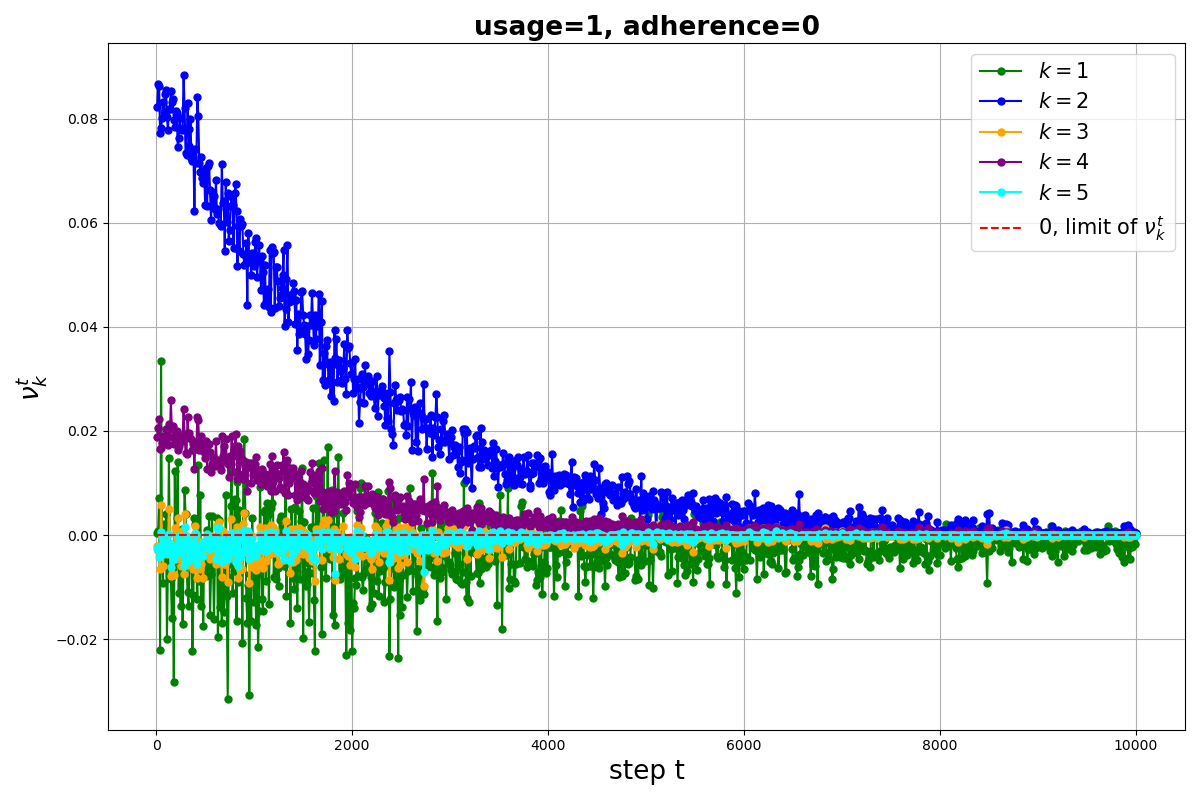 usage=1, adherence=0
k = 1
k = 2
k = 3
k = 4
k = 5
0, limit of ν_k^t
ν_k^t
0.08
0.06
0.04
0.02
0.00
−0.02
0
2000
4000
6000
8000
10000
step t